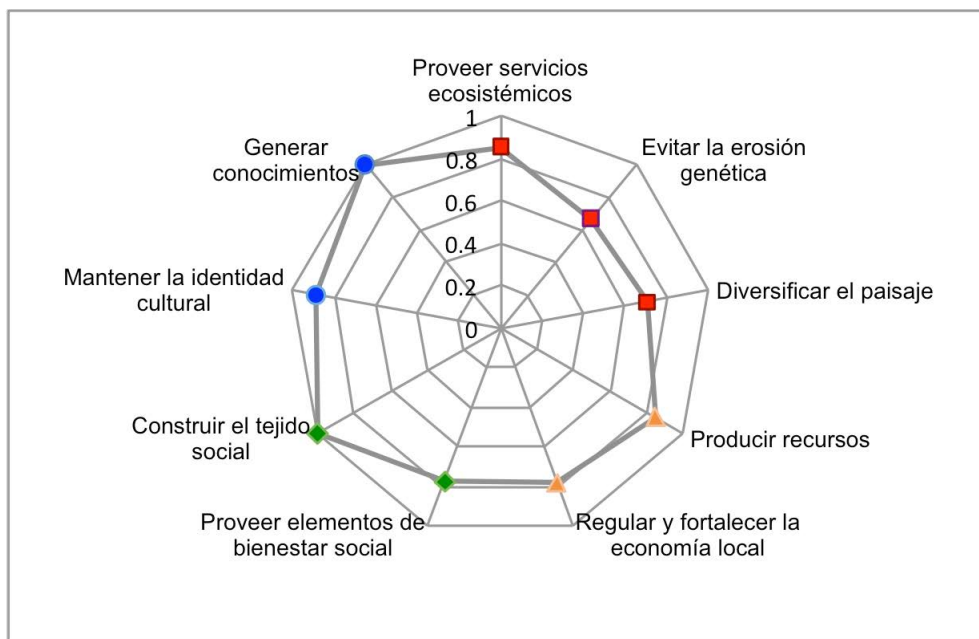 Proveer servicios
ecosistémicos
Evitar la erosión
genética
Diversificar el paisaje
Producir recursos
Regular y fortalecer la
economía local
Proveer elementos de
bienestar social
Construir el tejido
social
Mantener la identidad
cultural
Generar
conocimientos
1
0.8
0.6
0.4
0.2
0